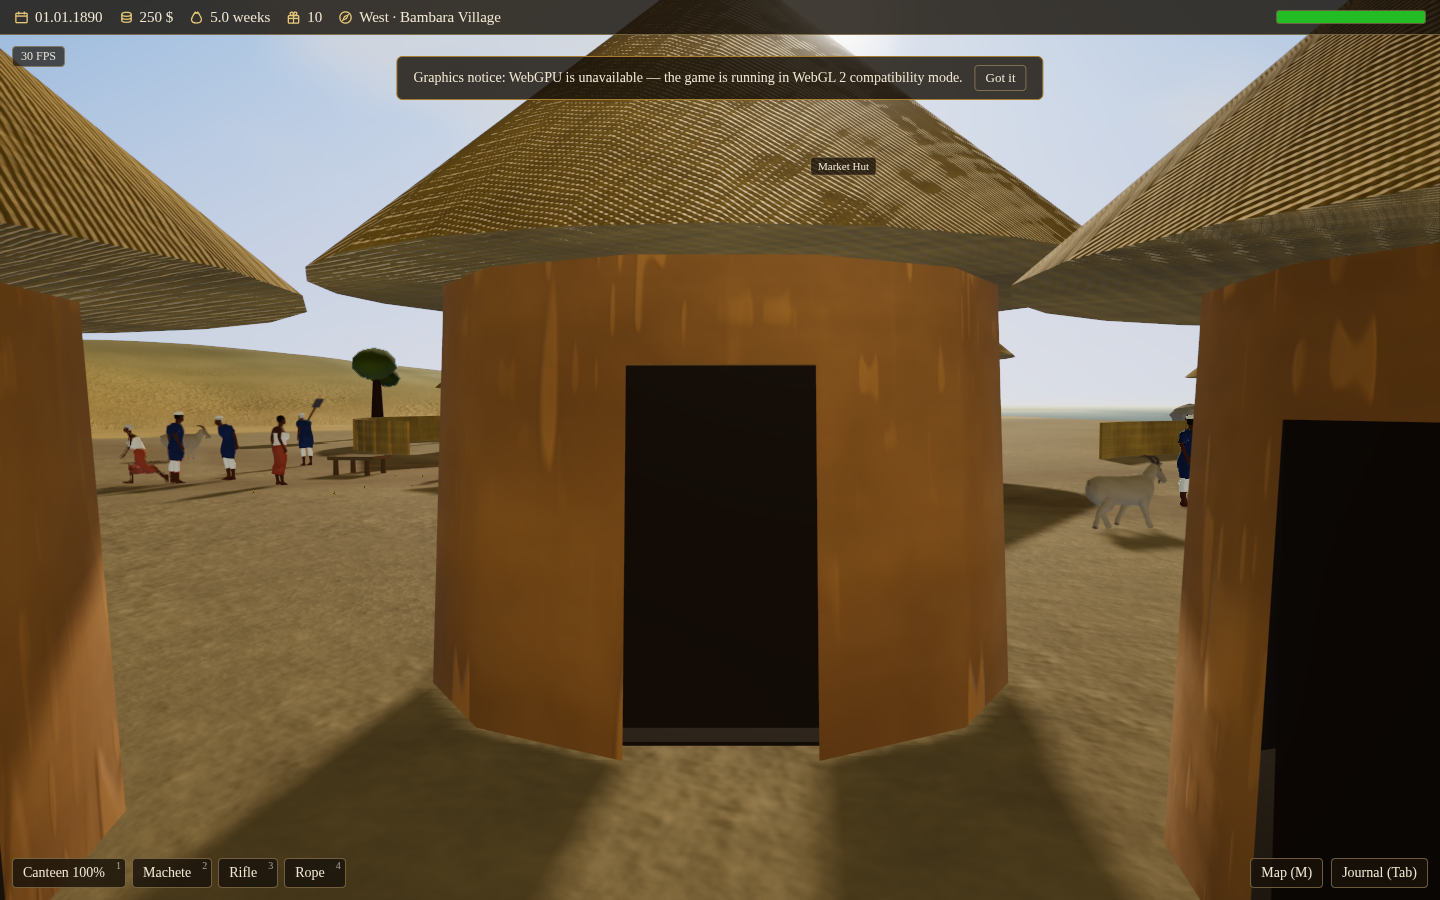 01.01.1890 250 $ 5.0 weeks 10 West · Bambara Village
30 FPS
Graphics notice: WebGPU is unavailable — the game is running in WebGL 2 compatibility mode. Got it
Market Hut
Canteen 100% 1 Machete 2 Rifle 3 Rope 4 Map (M) Journal (Tab)